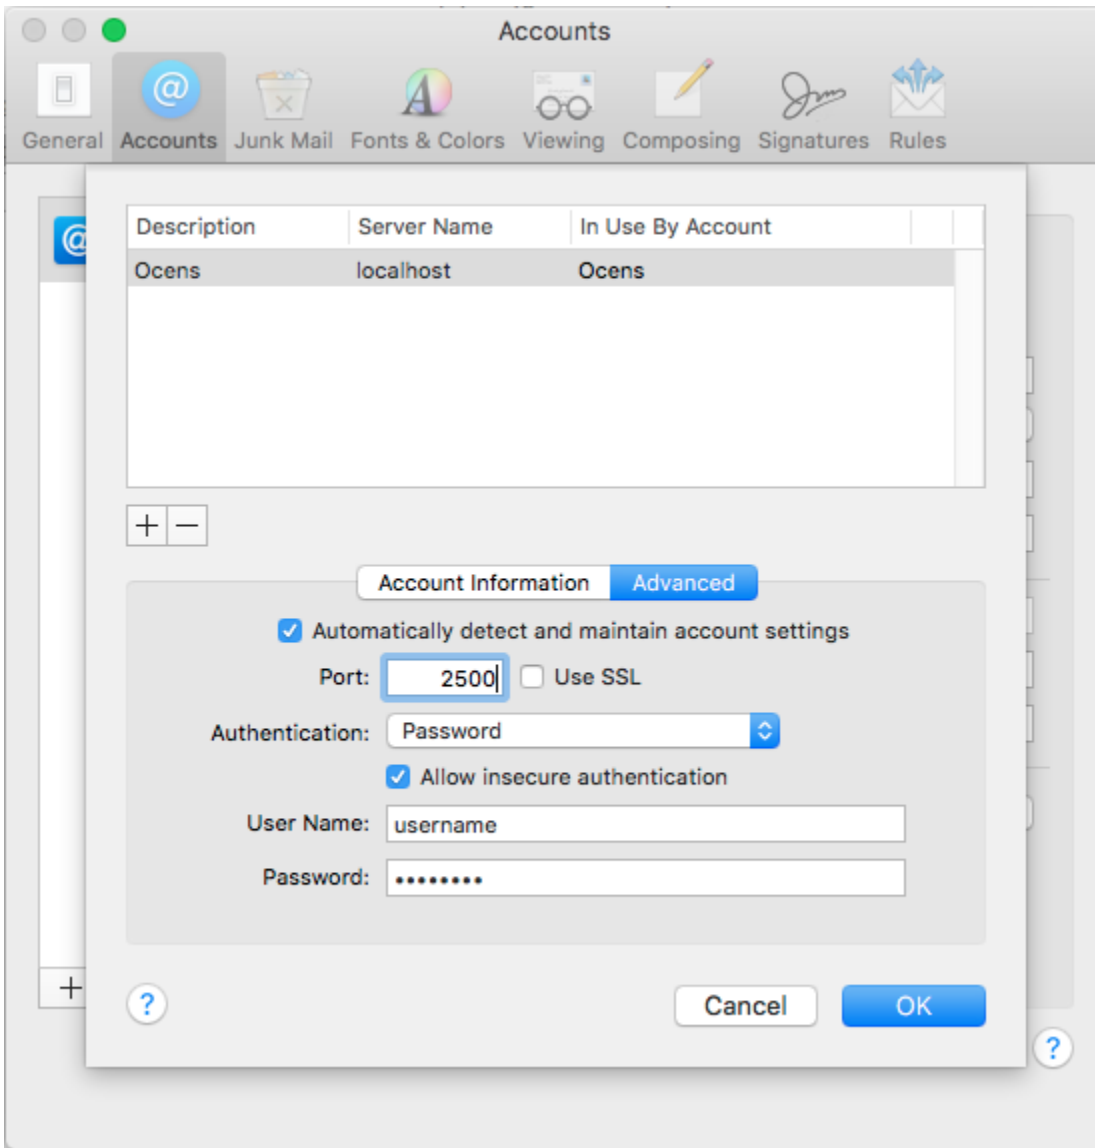 Accounts
General Accounts Junk Mail Fonts & Colors Viewing Composing Signatures Rules
Description Server Name In Use By Account
Ocens localhost Ocens
Account Information Advanced
Automatically detect and maintain account settings
Port: 2500 Use SSL
Authentication: Password
Allow insecure authentication
User Name: username
Password: ••••••••
Cancel OK